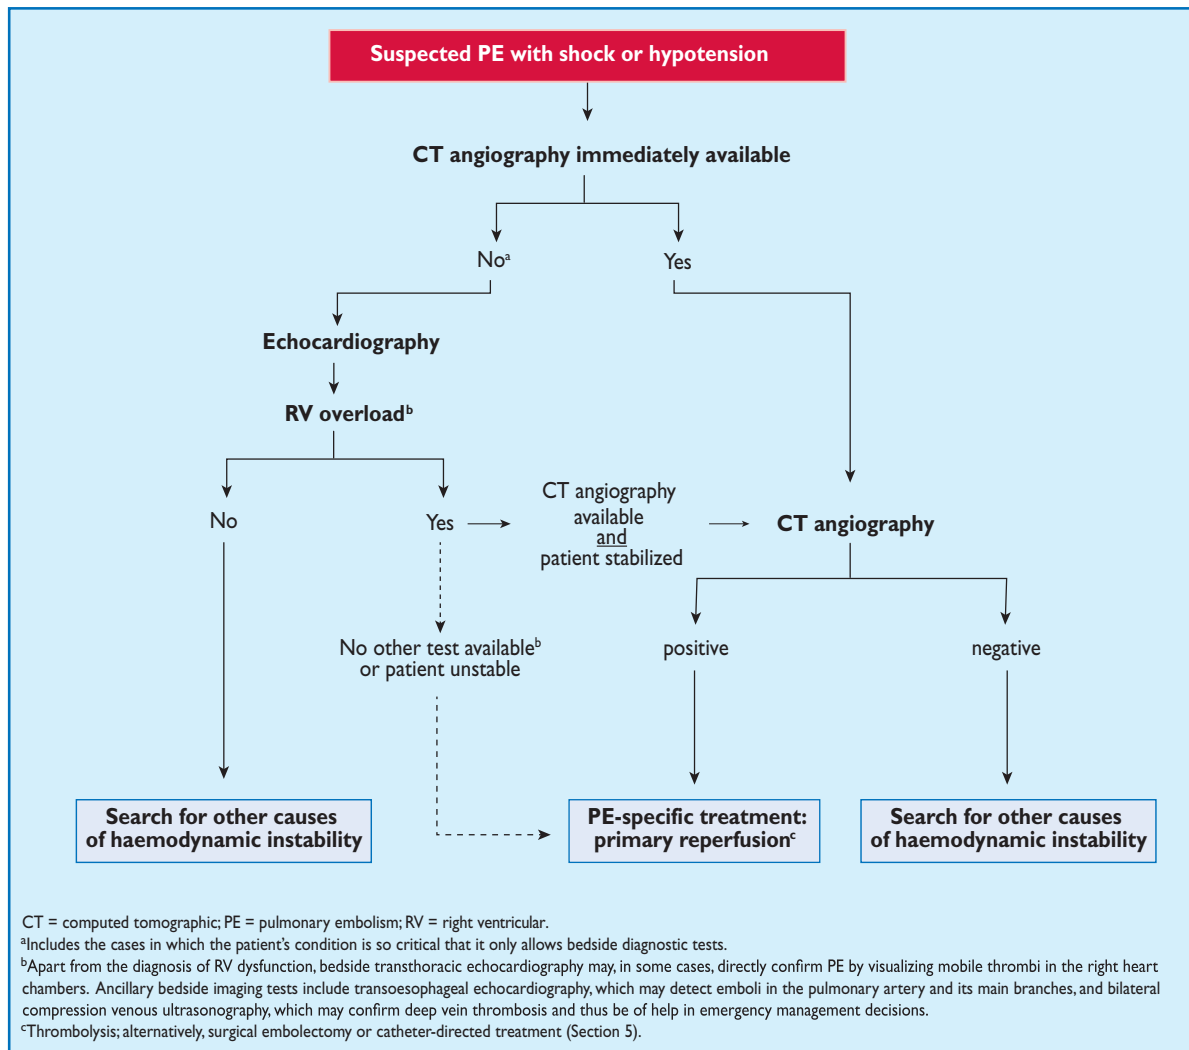 Suspected PE with shock or hypotension
CT angiography immediately available
Noᵃ
Yes
Echocardiography
RV overloadᵇ
No
Yes
CT angiography
available
and
patient stabilized
CT angiography
No other test availableᵇ
or patient unstable
positive
negative
Search for other causes
of haemodynamic instability
PE-specific treatment:
primary reperfusionᶜ
Search for other causes
of haemodynamic instability
CT = computed tomographic; PE = pulmonary embolism; RV = right ventricular.
ᵃIncludes the cases in which the patient’s condition is so critical that it only allows bedside diagnostic tests.
ᵇApart from the diagnosis of RV dysfunction, bedside transthoracic echocardiography may, in some cases, directly confirm PE by visualizing mobile thrombi in the right heart
chambers. Ancillary bedside imaging tests include transoesophageal echocardiography, which may detect emboli in the pulmonary artery and its main branches, and bilateral
compression venous ultrasonography, which may confirm deep vein thrombosis and thus be of help in emergency management decisions.
ᶜThrombolysis; alternatively, surgical embolectomy or catheter-directed treatment (Section 5).